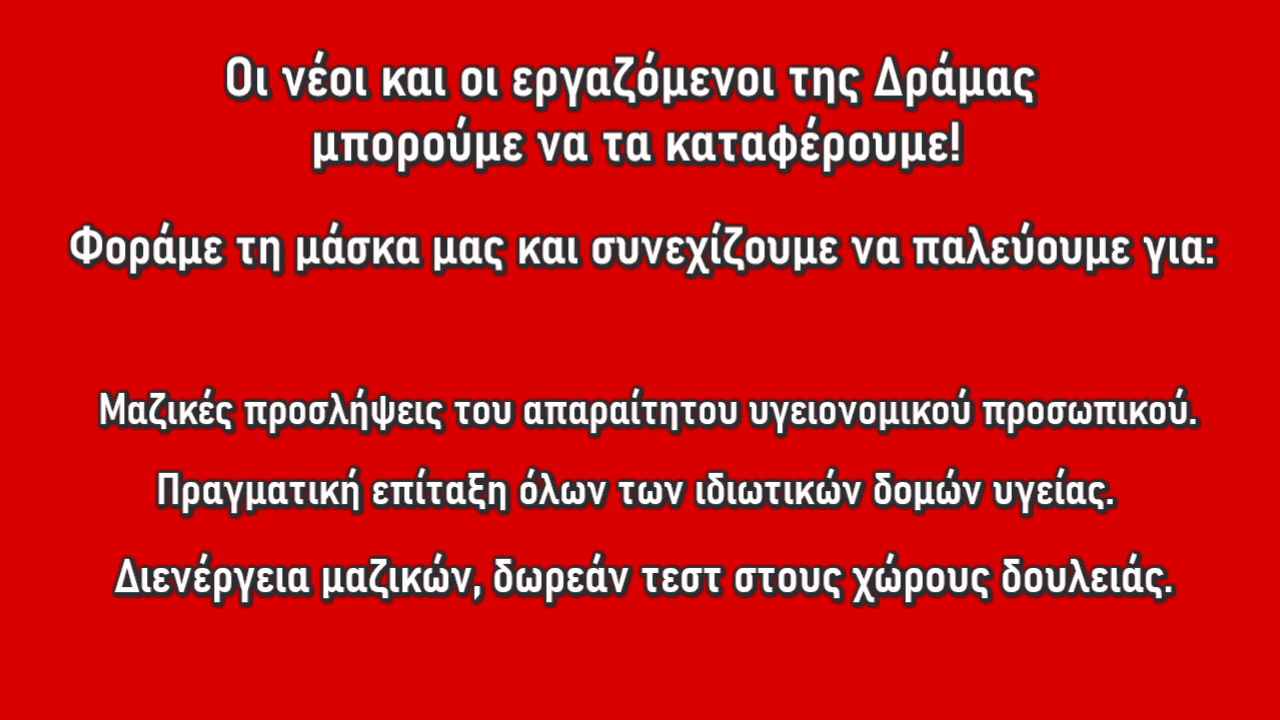 Οι νέοι και οι εργαζόμενοι της Δράμας
μπορούμε να τα καταφέρουμε!
Φοράμε τη μάσκα μας και συνεχίζουμε να παλεύουμε για:
Μαζικές προσλήψεις του απαραίτητου υγειονομικού προσωπικού.
Πραγματική επίταξη όλων των ιδιωτικών δομών υγείας.
Διενέργεια μαζικών, δωρεάν τεστ στους χώρους δουλειάς.